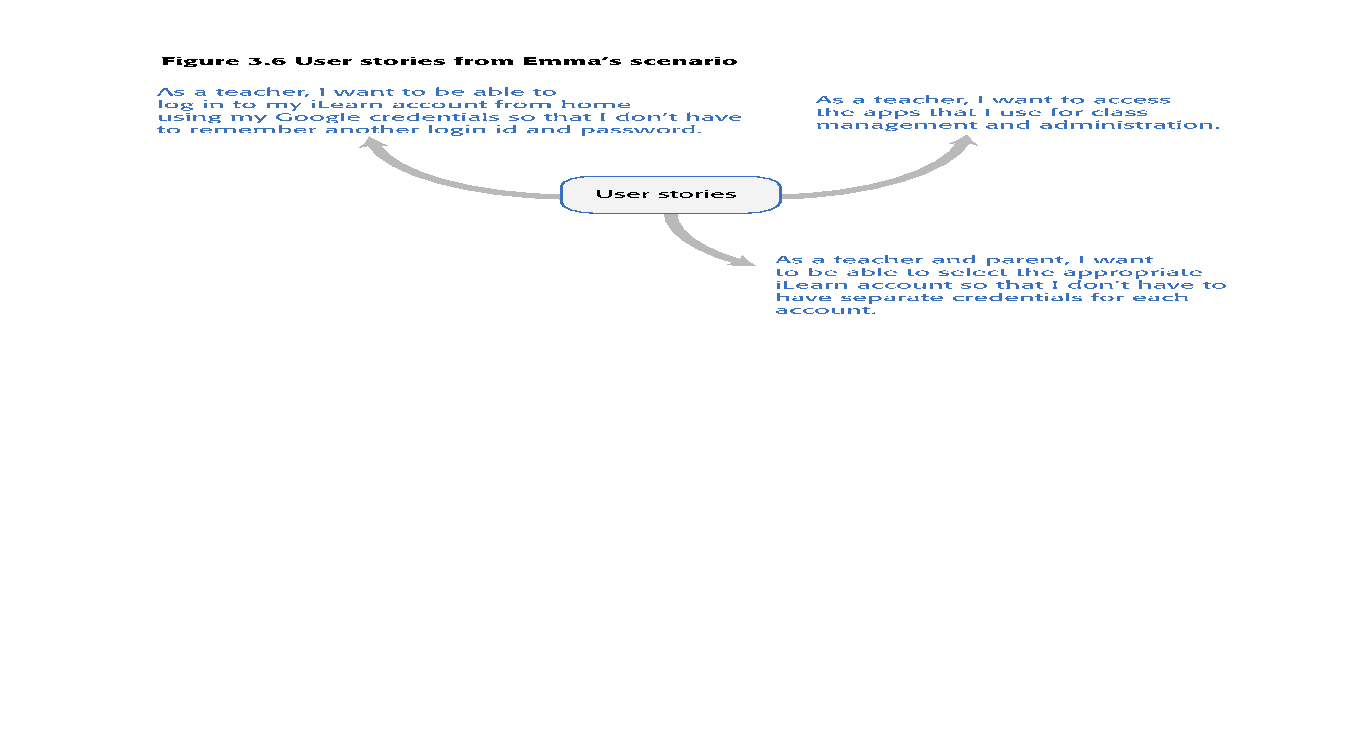 Figure 3.6 User stories from Emma’s scenario
As a teacher, I want to be able to
log in to my iLearn account from home
using my Google credentials so that I don’t have
to remember another login id and password.
As a teacher, I want to access
the apps that I use for class
management and administration.
User stories
As a teacher and parent, I want
to be able to select the appropriate
iLearn account so that I don’t have to
have separate credentials for each
account.